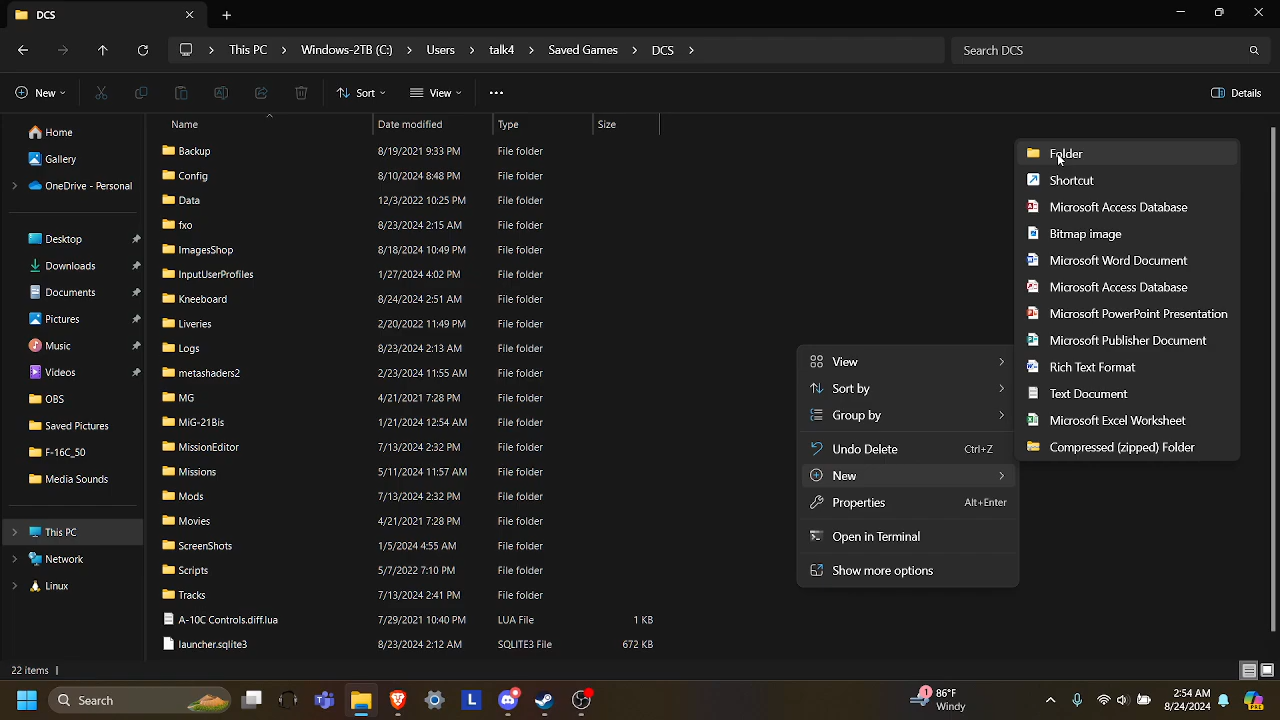 DCS
This PC Windows-2TB (C:) Users talk4 Saved Games DCS
Search DCS
New Sort View Details
Name Date modified Type Size
Home
Gallery
OneDrive - Personal
Desktop
Downloads
Documents
Pictures
Music
Videos
OBS
Saved Pictures
F-16C_50
Media Sounds
This PC
Network
Linux
Backup 8/19/2021 9:33 PM File folder
Config 8/10/2024 8:48 PM File folder
Data 12/3/2022 10:25 PM File folder
fxo 8/23/2024 2:15 AM File folder
ImagesShop 8/18/2024 10:49 PM File folder
InputUserProfiles 1/27/2024 4:02 PM File folder
Kneeboard 8/24/2024 2:51 AM File folder
Liveries 2/20/2022 11:49 PM File folder
Logs 8/23/2024 2:13 AM File folder
metashaders2 2/23/2024 11:55 AM File folder
MG 4/21/2021 7:28 PM File folder
MiG-21Bis 1/21/2024 12:54 AM File folder
MissionEditor 7/13/2024 2:32 PM File folder
Missions 5/11/2024 11:57 AM File folder
Mods 7/13/2024 2:32 PM File folder
Movies 4/21/2021 7:28 PM File folder
ScreenShots 1/5/2024 4:55 AM File folder
Scripts 5/7/2022 7:10 PM File folder
Tracks 7/13/2024 2:41 PM File folder
A-10C Controls.diff.lua 7/29/2021 10:40 PM LUA File 1 KB
launcher.sqlite3 8/23/2024 2:12 AM SQLITE3 File 672 KB
View
Sort by
Group by
Undo Delete Ctrl+Z
New
Properties Alt+Enter
Open in Terminal
Show more options
Folder
Shortcut
Microsoft Access Database
Bitmap image
Microsoft Word Document
Microsoft Access Database
Microsoft PowerPoint Presentation
Microsoft Publisher Document
Rich Text Format
Text Document
Microsoft Excel Worksheet
Compressed (zipped) Folder
22 items
Search
L
1
86°F
Windy
2:54 AM
8/24/2024
PRE